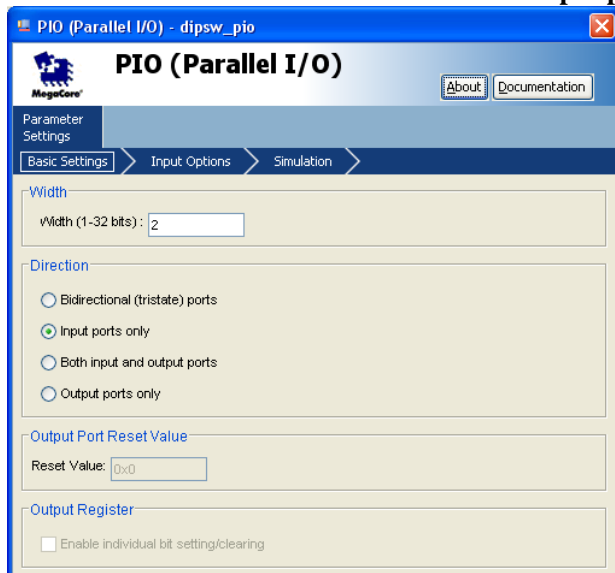 PIO (Parallel I/O) - dipsw_pio
PIO (Parallel I/O)
MegaCore'
About Documentation
Parameter
Settings
Basic Settings Input Options Simulation
Width
Width (1-32 bits) : 2
Direction
Bidirectional (tristate) ports
Input ports only
Both input and output ports
Output ports only
Output Port Reset Value
Reset Value: 0x0
Output Register
Enable individual bit setting/clearing